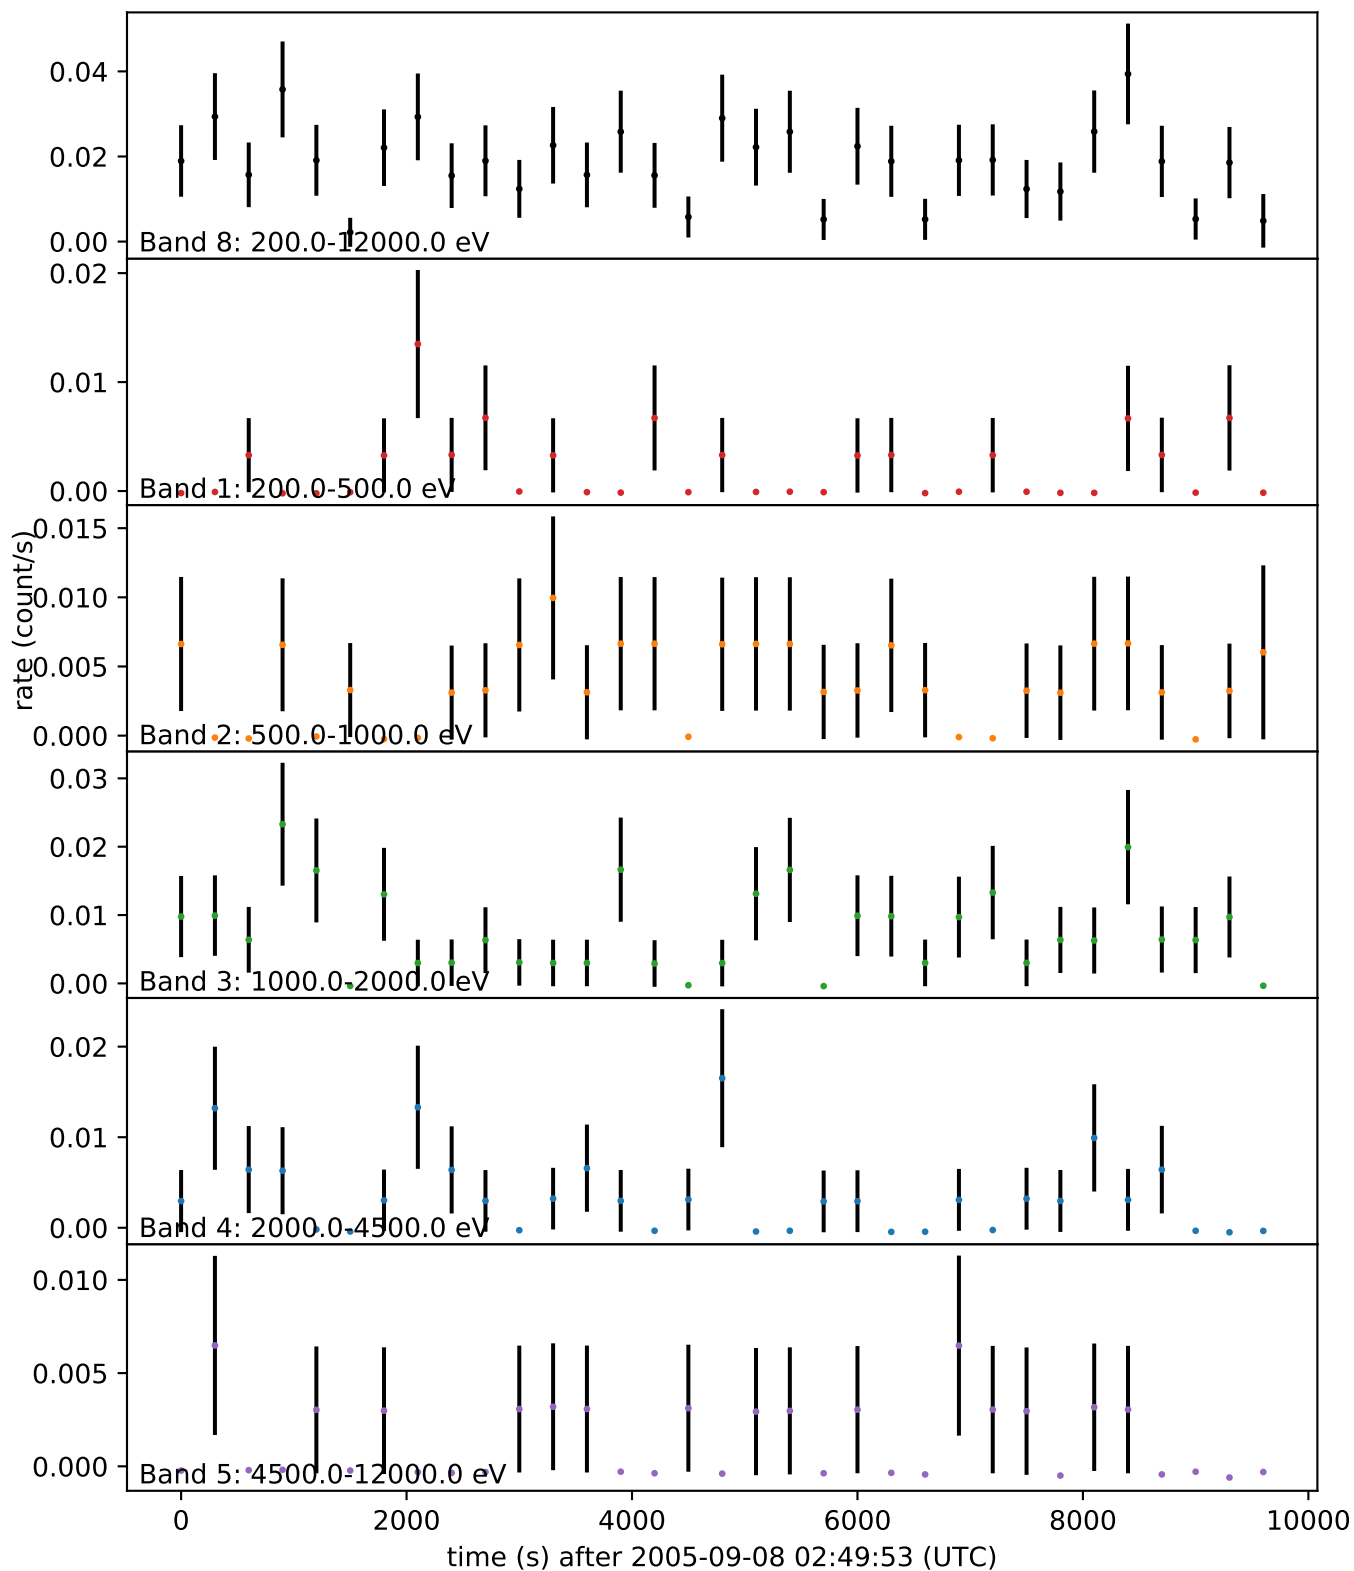 0.04
0.02
0.00
Band 8: 200.0-12000.0 eV
0.02
0.01
0.00
Band 1: 200.0-500.0 eV
rate (count/s)
0.015
0.010
0.005
0.000
Band 2: 500.0-1000.0 eV
0.03
0.02
0.01
0.00
Band 3: 1000.0-2000.0 eV
0.02
0.01
0.00
Band 4: 2000.0-4500.0 eV
0.010
0.005
0.000
Band 5: 4500.0-12000.0 eV
0 2000 4000 6000 8000 10000
time (s) after 2005-09-08 02:49:53 (UTC)